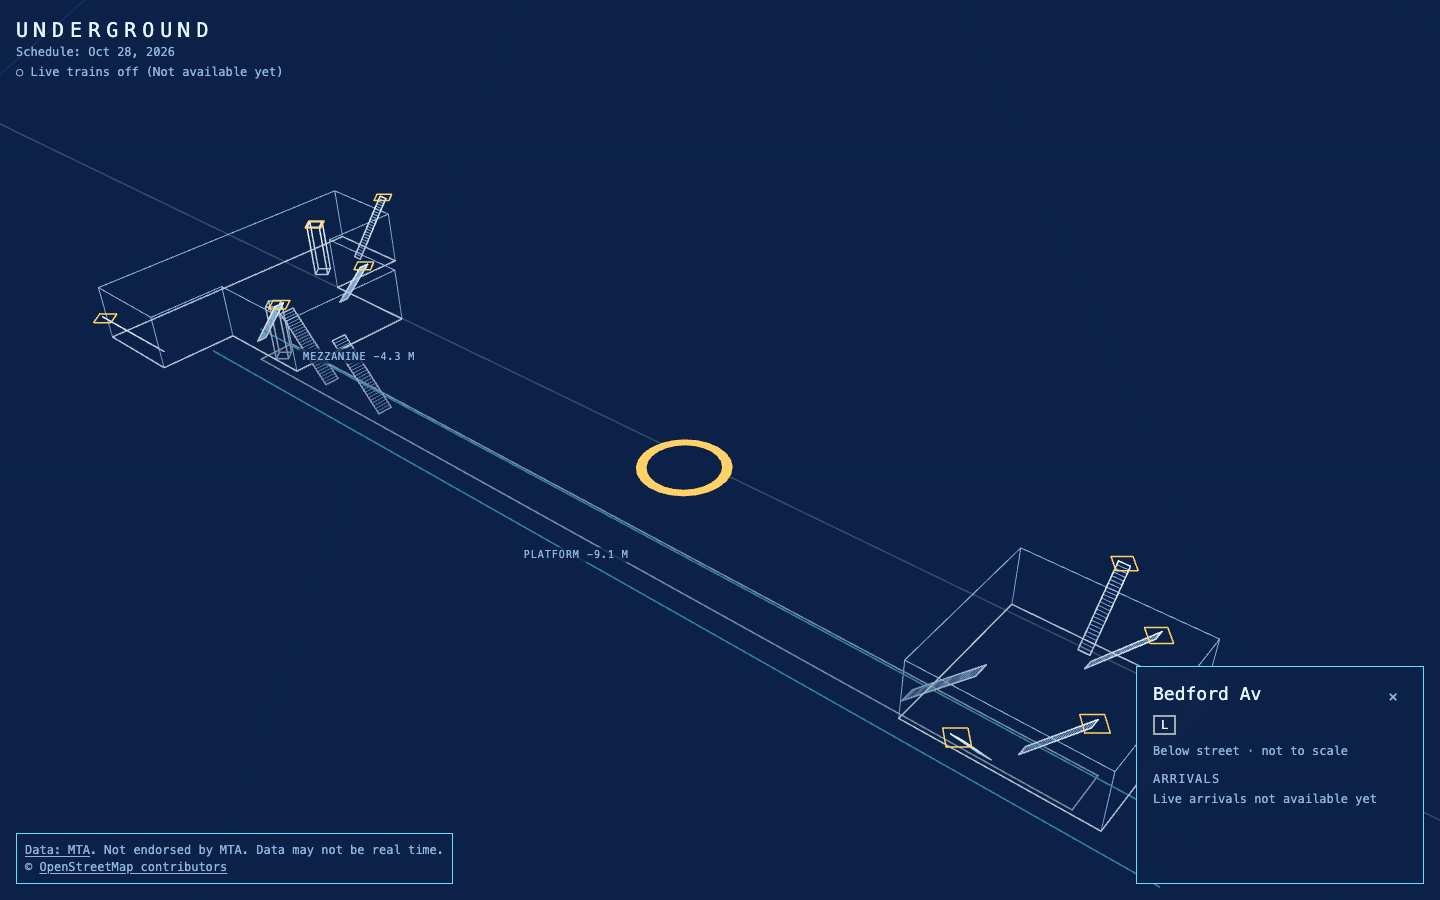 UNDERGROUND
Schedule: Oct 28, 2026
○ Live trains off (Not available yet)
MEZZANINE −4.3 M
PLATFORM −9.1 M
Bedford Av ×
L
Below street · not to scale
ARRIVALS
Live arrivals not available yet
Data: MTA. Not endorsed by MTA. Data may not be real time.
© OpenStreetMap contributors